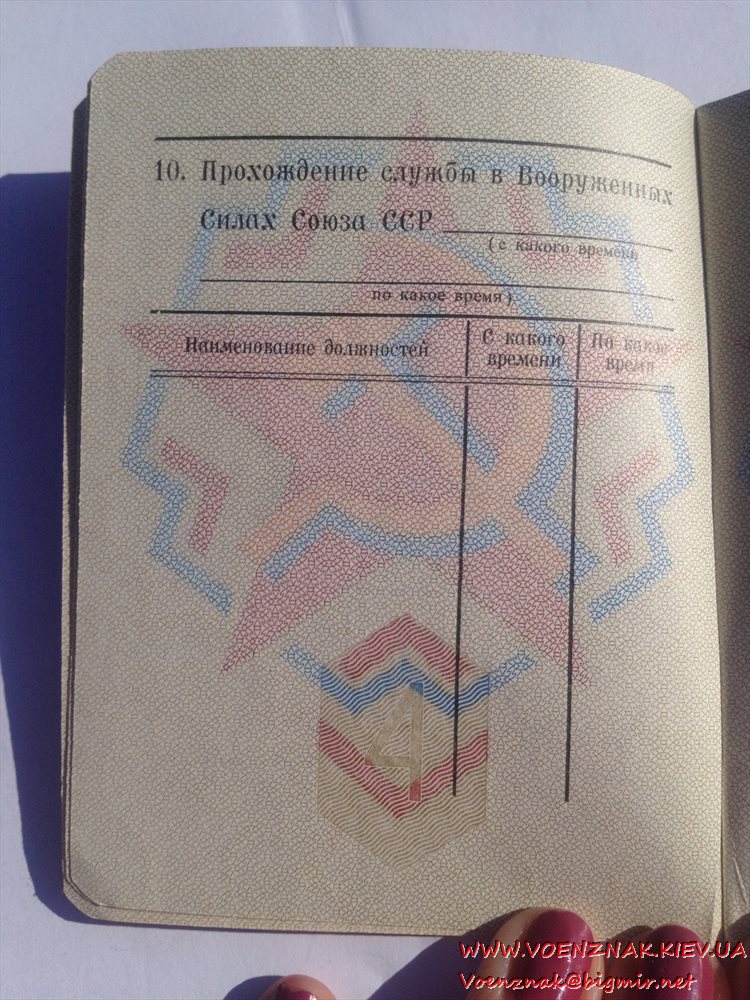 10. Прохождение службы в Вооруженных
Силах Союза ССР
(с какого времени
по какое время)
Наименование должностей
С какого
времени
По какое
время
4
WWW.VOENZNAK.KIEV.UA
Voenznak@bigmir.net